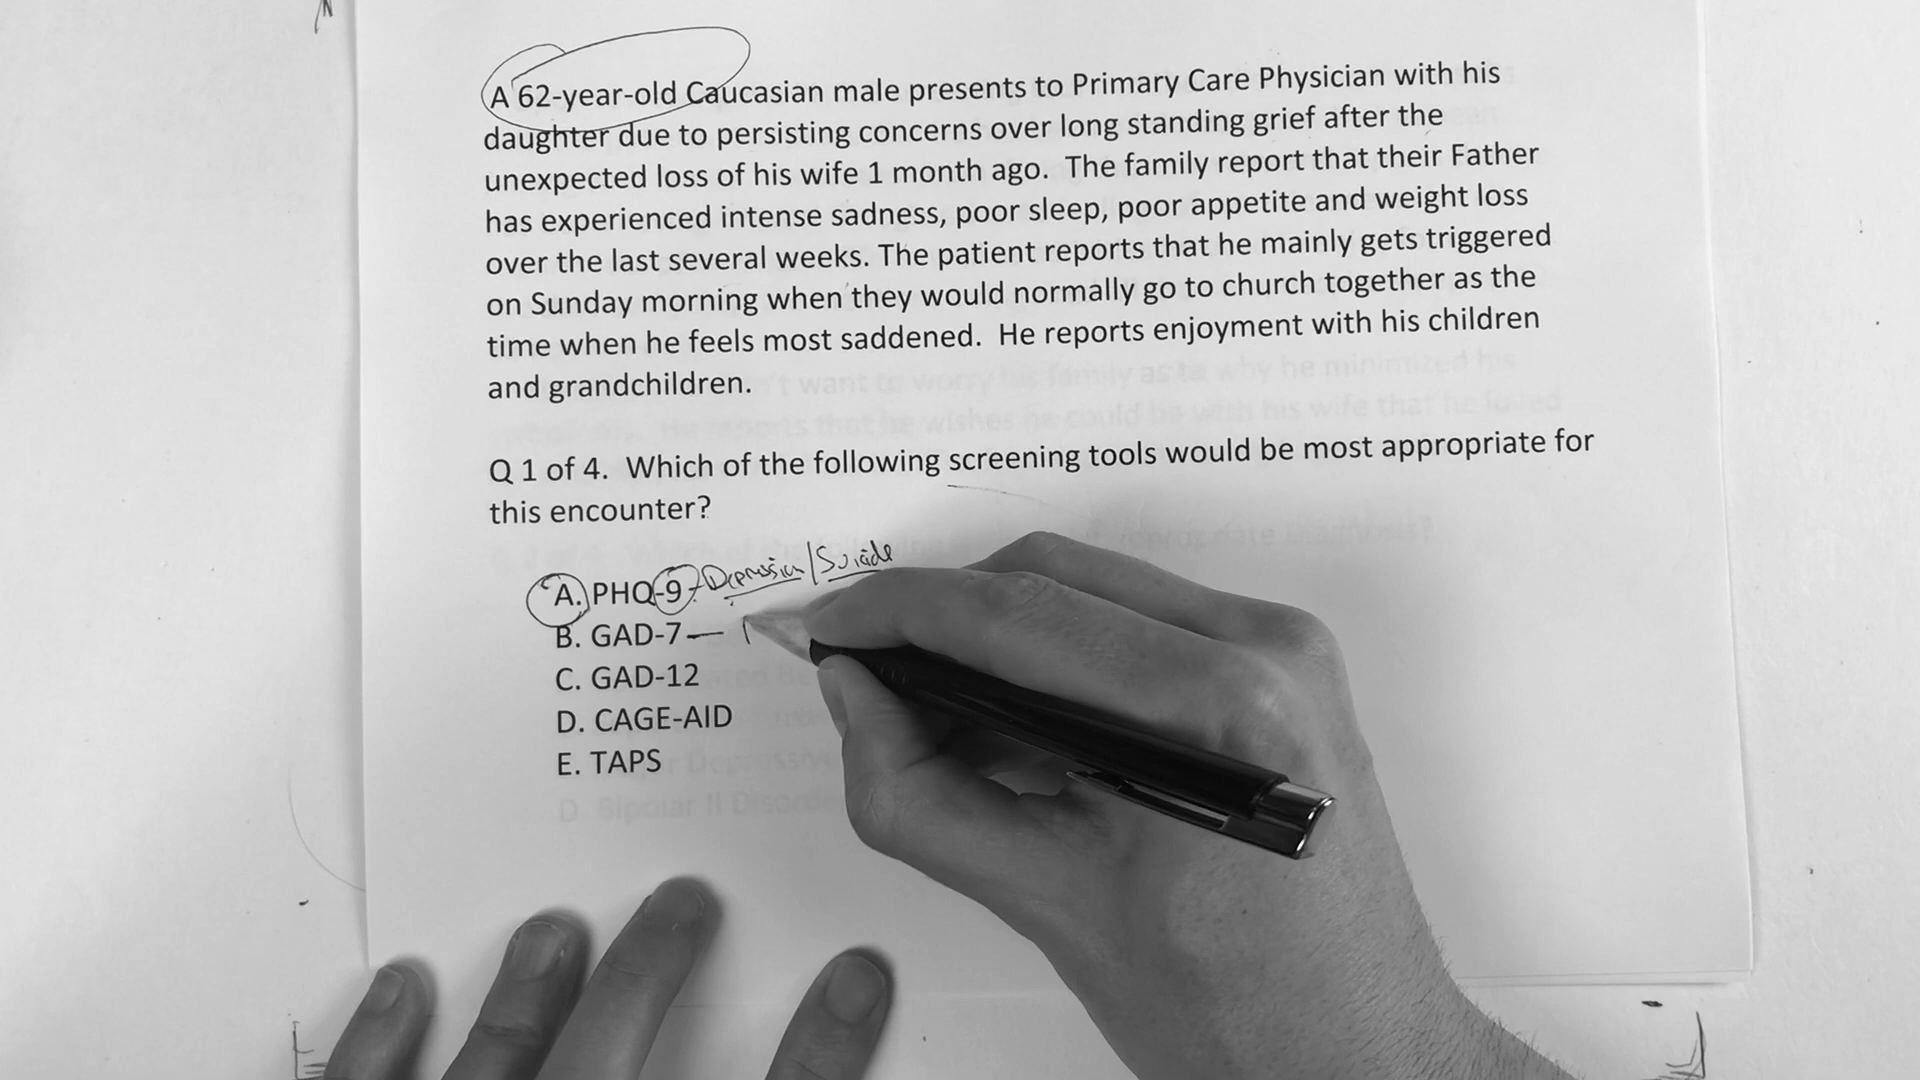 A 62-year-old Caucasian male presents to Primary Care Physician with his
daughter due to persisting concerns over long standing grief after the
unexpected loss of his wife 1 month ago. The family report that their Father
has experienced intense sadness, poor sleep, poor appetite and weight loss
over the last several weeks. The patient reports that he mainly gets triggered
on Sunday morning when they would normally go to church together as the
time when he feels most saddened. He reports enjoyment with his children
and grandchildren.
Q 1 of 4. Which of the following screening tools would be most appropriate for
this encounter?
A. PHQ-9 - Depression/Suicide
B. GAD-7 —
C. GAD-12
D. CAGE-AID
E. TAPS